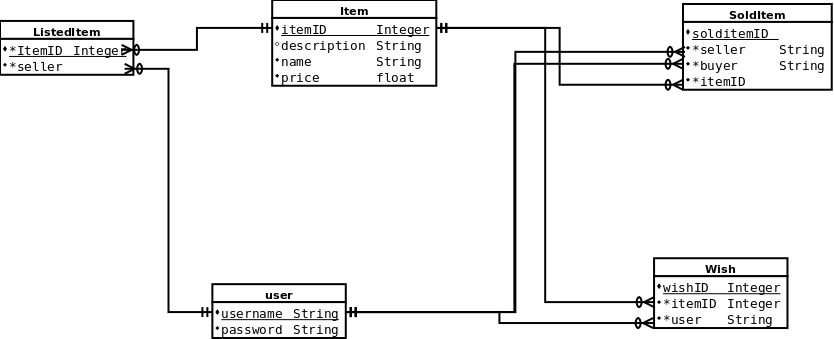 ListedItem
*ItemID Integer
*seller
Item
itemID Integer
description String
name String
price float
SoldItem
solditemID
*seller String
*buyer String
*itemID
user
username String
password String
Wish
wishID Integer
*itemID Integer
*user String